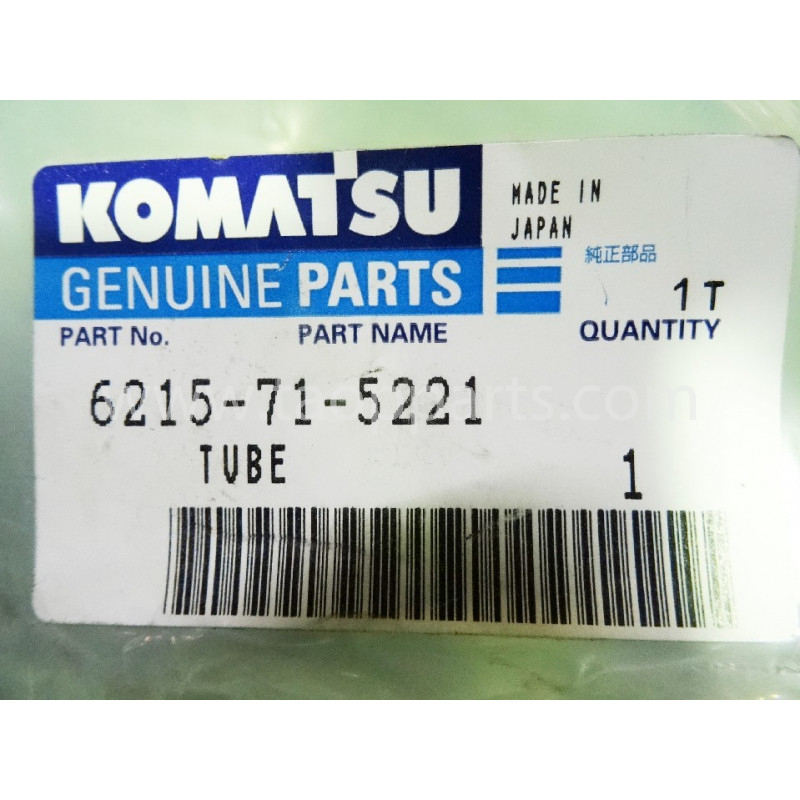 KOMATSU
GENUINE PARTS
MADE IN
JAPAN
純正部品
1T
PART No. PART NAME QUANTITY
6215-71-5221
TUBE 1